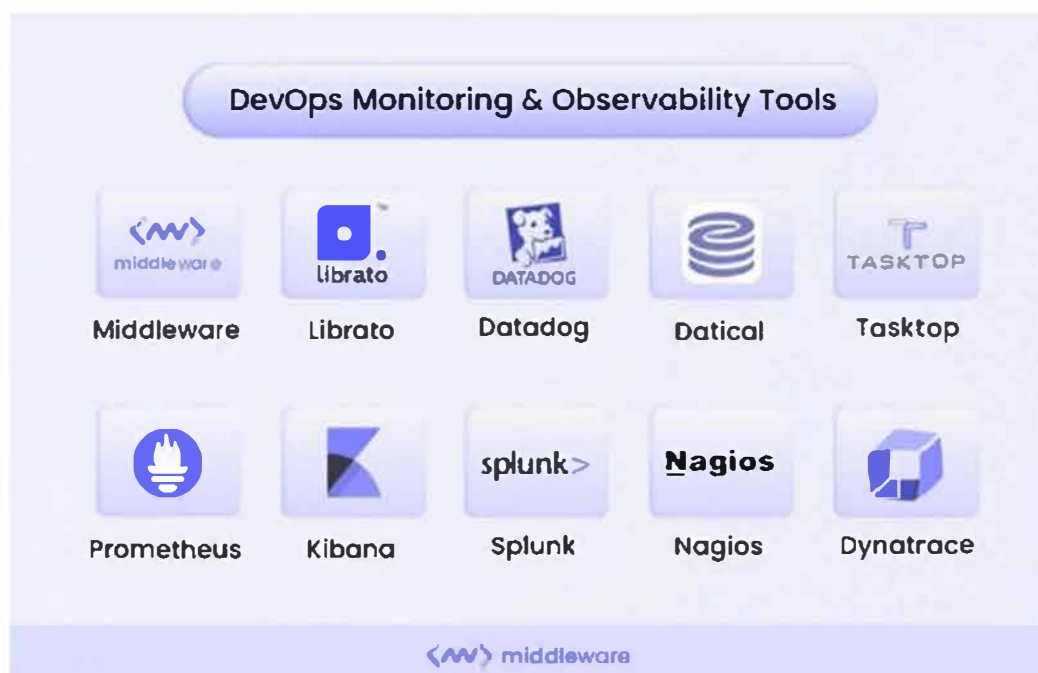 DevOps Monitoring & Observability Tools
middleware
librato
DATADOG
TASKTOP
Middleware
Librato
Datadog
Datical
Tasktop
splunk>
Nagios
Prometheus
Kibana
Splunk
Nagios
Dynatrace
middleware